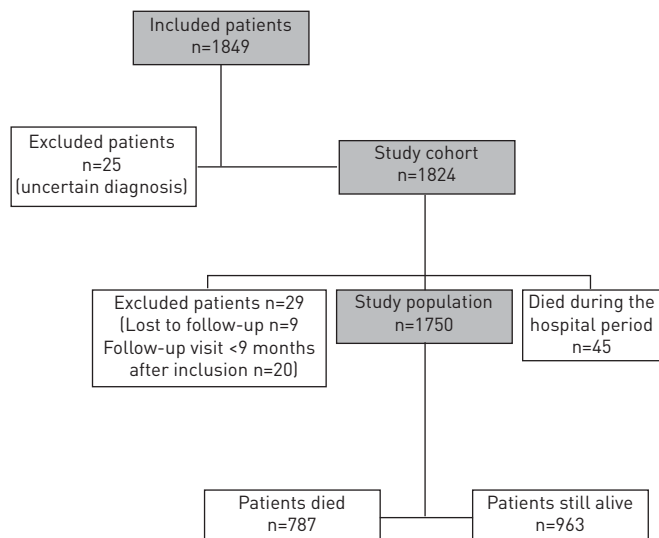 Included patients
n=1849
Excluded patients
n=25
(uncertain diagnosis)
Study cohort
n=1824
Excluded patients n=29
(Lost to follow-up n=9
Follow-up visit <9 months
after inclusion n=20)
Study population
n=1750
Died during the
hospital period
n=45
Patients died
n=787
Patients still alive
n=963